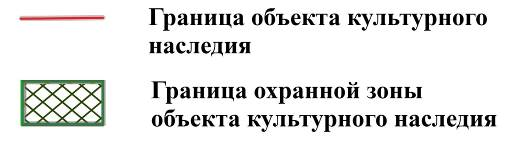 Граница объекта культурного
наследия
Граница охранной зоны
объекта культурного наследия